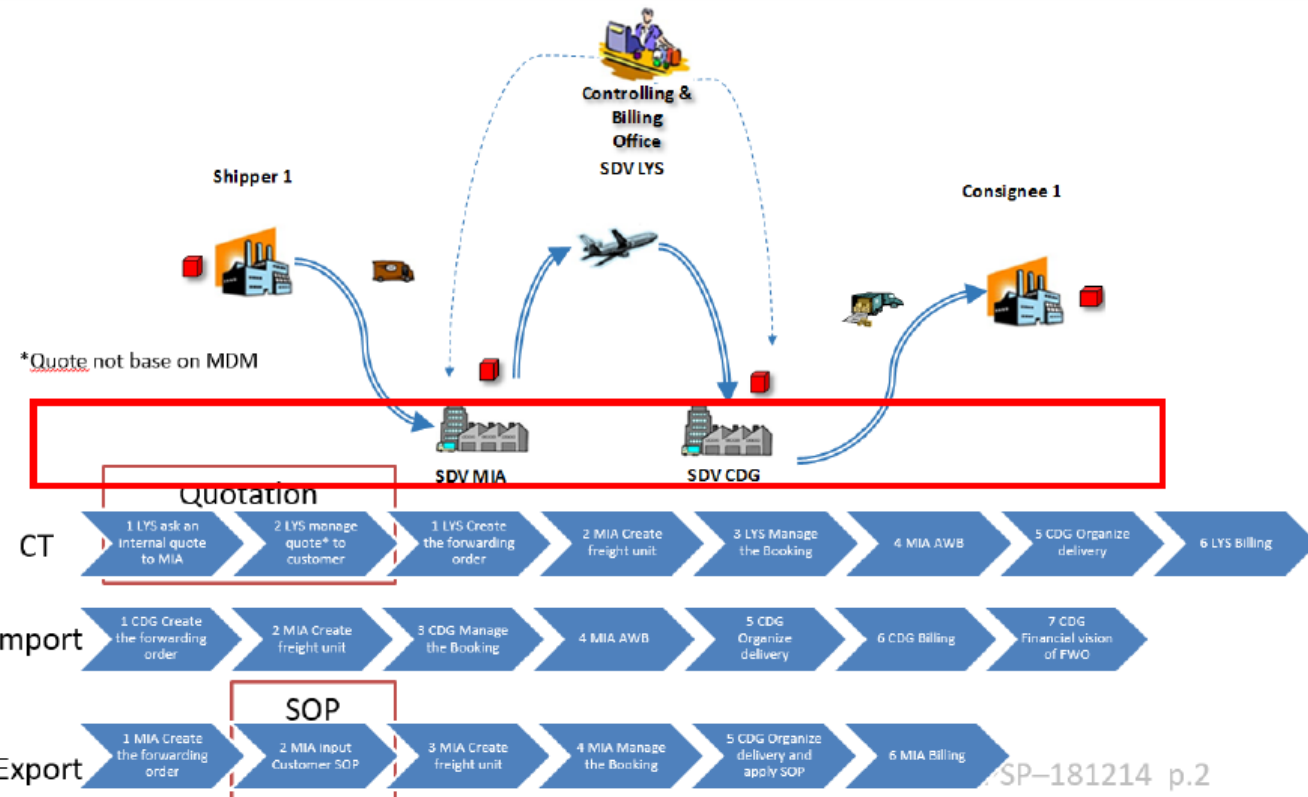 Controlling &
Billing
Office
SDV LYS
Shipper 1
Consignee 1
*Quote not base on MDM
SDV MIA
SDV CDG
Quotation
CT
1 LYS ask an
internal quote
to MIA
2 LYS manage
quote* to
customer
1 LYS Create
the forwarding
order
2 MIA Create
freight unit
3 LYS Manage
the Booking
4 MIA AWB
5 CDG Organize
delivery
6 LYS Billing
mport
1 CDG Create
the forwarding
order
2 MIA Create
freight unit
3 CDG Manage
the Booking
4 MIA AWB
5 CDG
Organize
delivery
6 CDG Billing
7 CDG
Financial vision
of FWO
SOP
Export
1 MIA Create
the forwarding
order
2 MIA input
Customer SOP
3 MIA Create
freight unit
4 MIA Manage
the Booking
5 CDG Organize
delivery and
apply SOP
6 MIA Billing
SP–181214 p.2